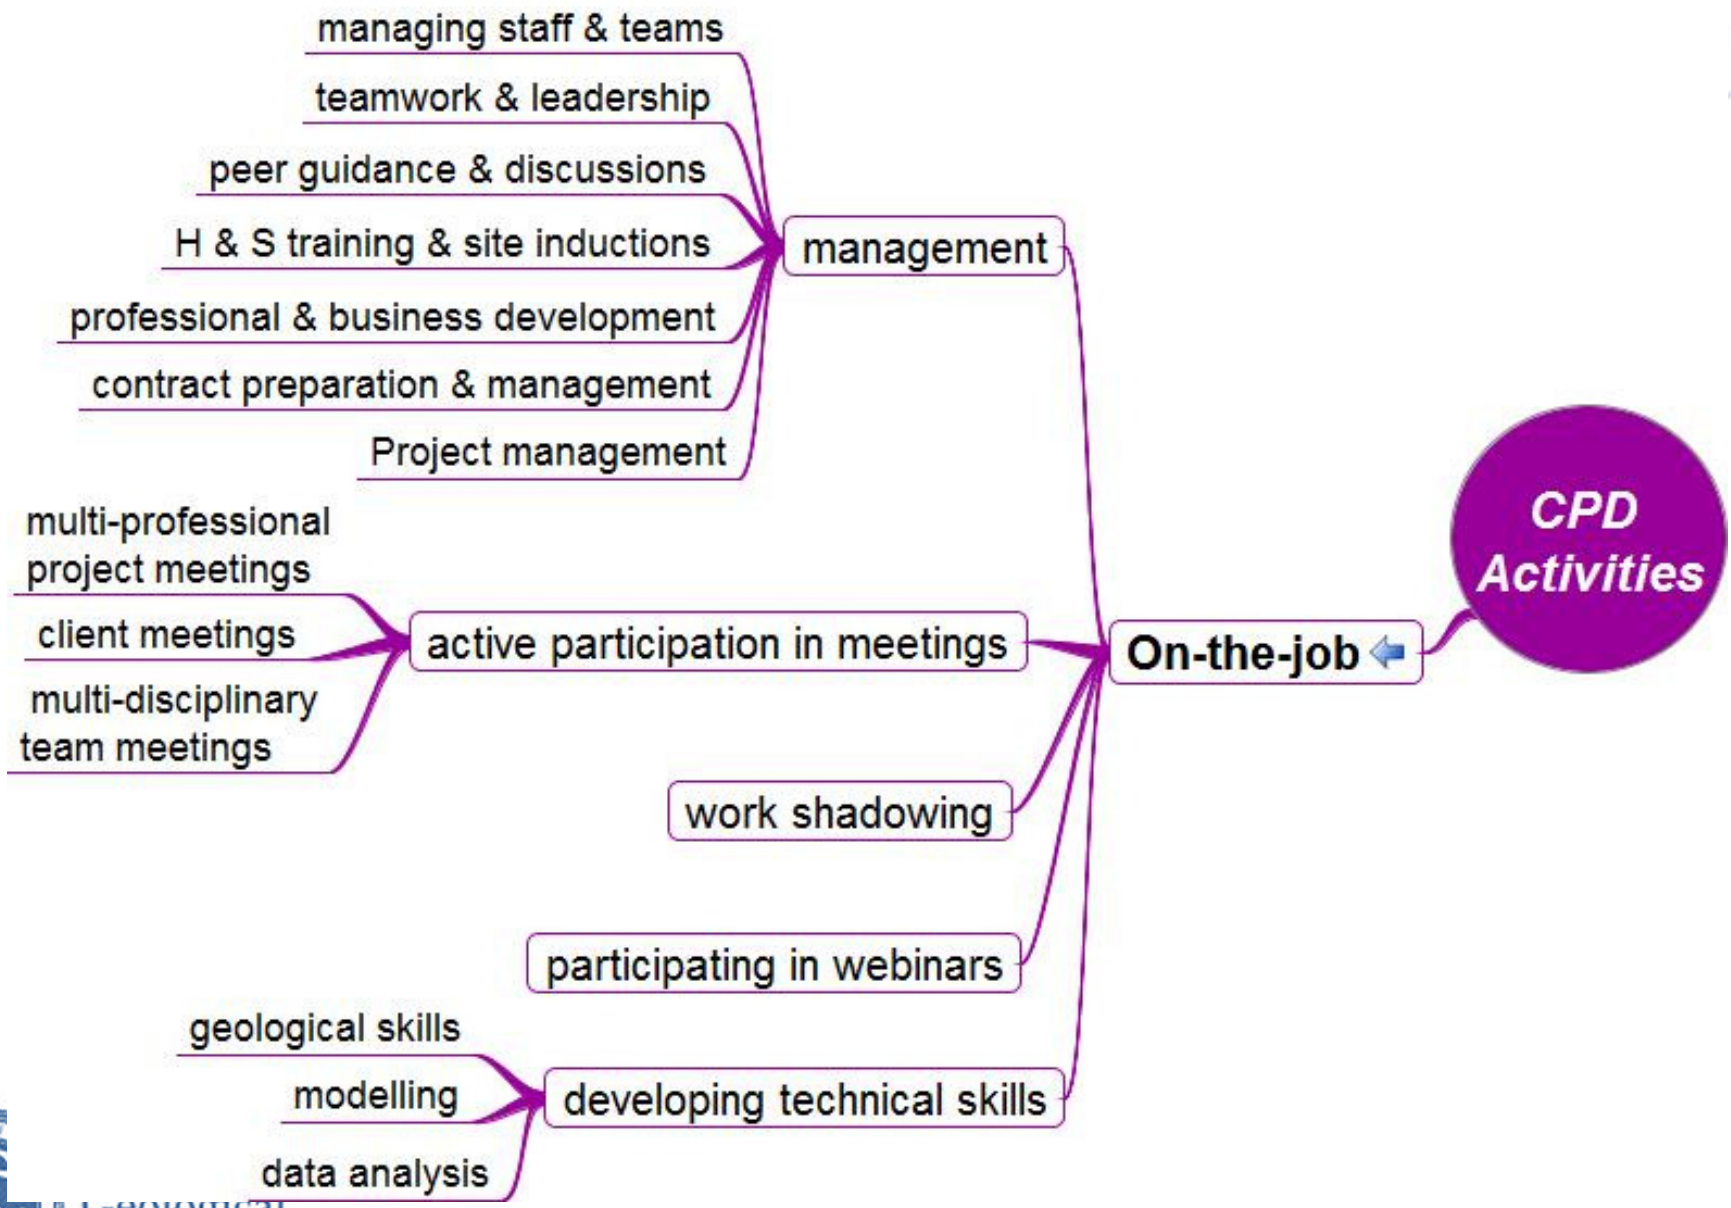 managing staff & teams
teamwork & leadership
peer guidance & discussions
H & S training & site inductions
professional & business development
contract preparation & management
Project management
management
multi-professional
project meetings
client meetings
multi-disciplinary
team meetings
active participation in meetings
work shadowing
participating in webinars
geological skills
modelling
data analysis
developing technical skills
On-the-job
CPD
Activities